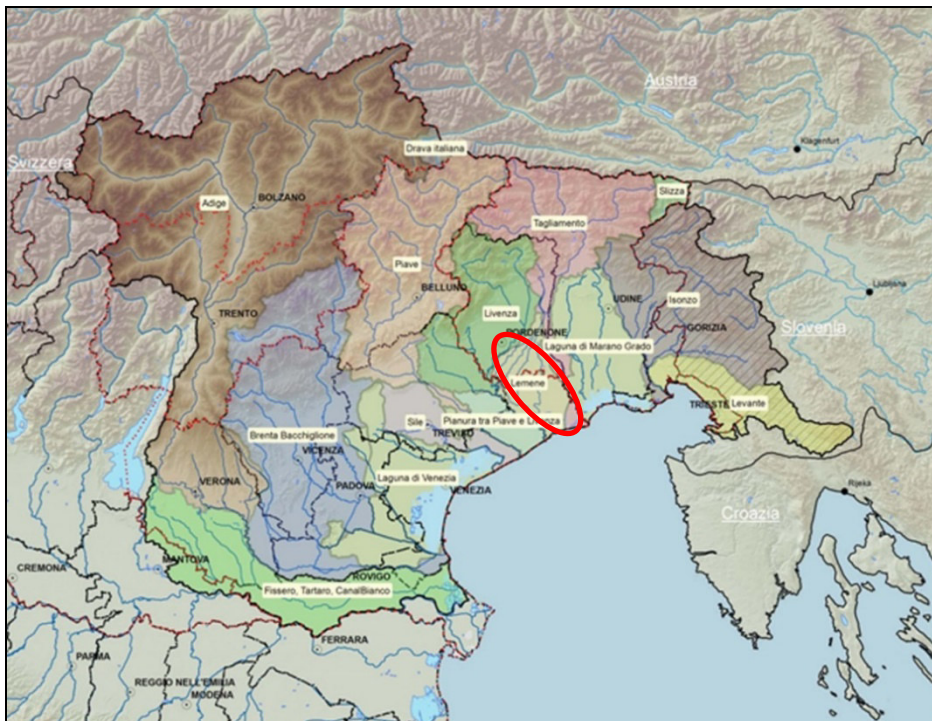 Austria
Klagenfurt
Drava italiana
Svizzera
Slizza
BOLZANO
Adige
Tagliamento
Piave
BELLUNO
Ljubljana
TRENTO
Livenza
UDINE
Isonzo
PORDENONE
GORIZIA
Slovenia
Laguna di Marano Grado
Lemene
TRIESTE
Levante
Sile
Pianura tra Piave e Livenza
TREVISO
Brenta Bacchiglione
VICENZA
Laguna di Venezia
PADOVA
VENEZIA
VERONA
Rijeka
Croazia
MANTOVA
CREMONA
ROVIGO
Fissero, Tartaro, CanalBianco
FERRARA
PARMA
REGGIO NELL'EMILIA
MODENA